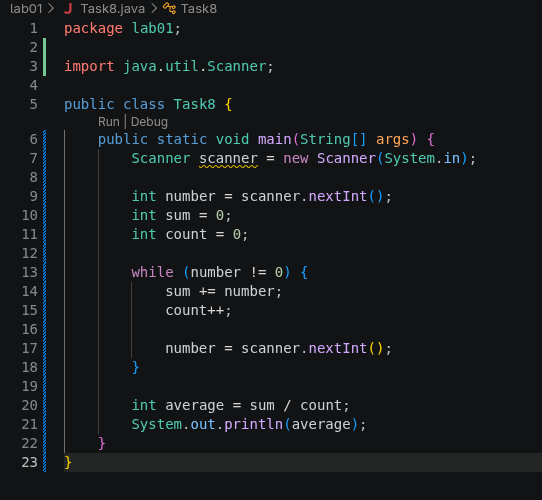 lab01 > Task8.java > Task8
1 package lab01;
2
3 import java.util.Scanner;
4
5 public class Task8 {
Run | Debug
6     public static void main(String[] args) {
7         Scanner scanner = new Scanner(System.in);
8
9         int number = scanner.nextInt();
10         int sum = 0;
11         int count = 0;
12
13         while (number != 0) {
14             sum += number;
15             count++;
16
17             number = scanner.nextInt();
18         }
19
20         int average = sum / count;
21         System.out.println(average);
22     }
23 }